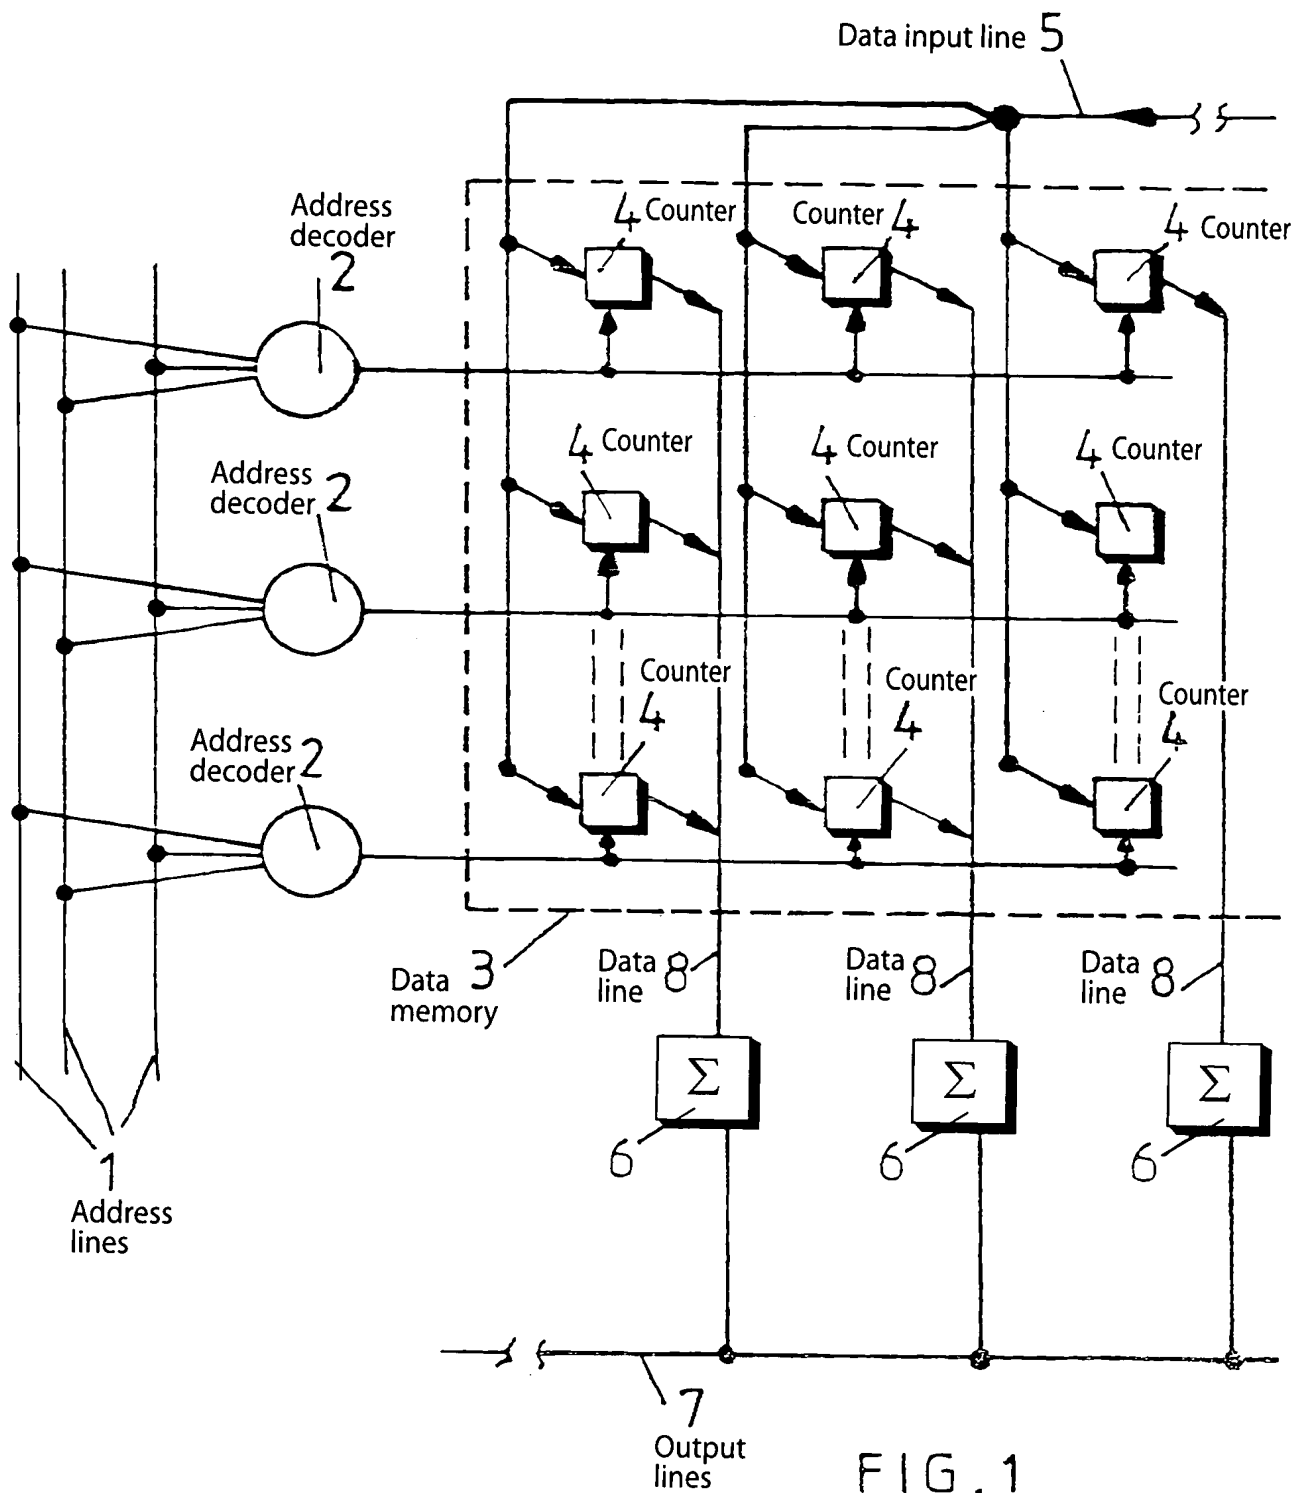 Data input line 5
Address
decoder
2
4 Counter
Counter 4
4 Counter
Address
decoder 2
4 Counter
4 Counter
4 Counter
Address
decoder 2
Counter
4
Counter
4
Counter
4
Data 3
memory
Data 8
line
Data 8
line
Data 8
line
Σ
Σ
Σ
6
6
6
1
Address
lines
7
Output
lines
FIG. 1